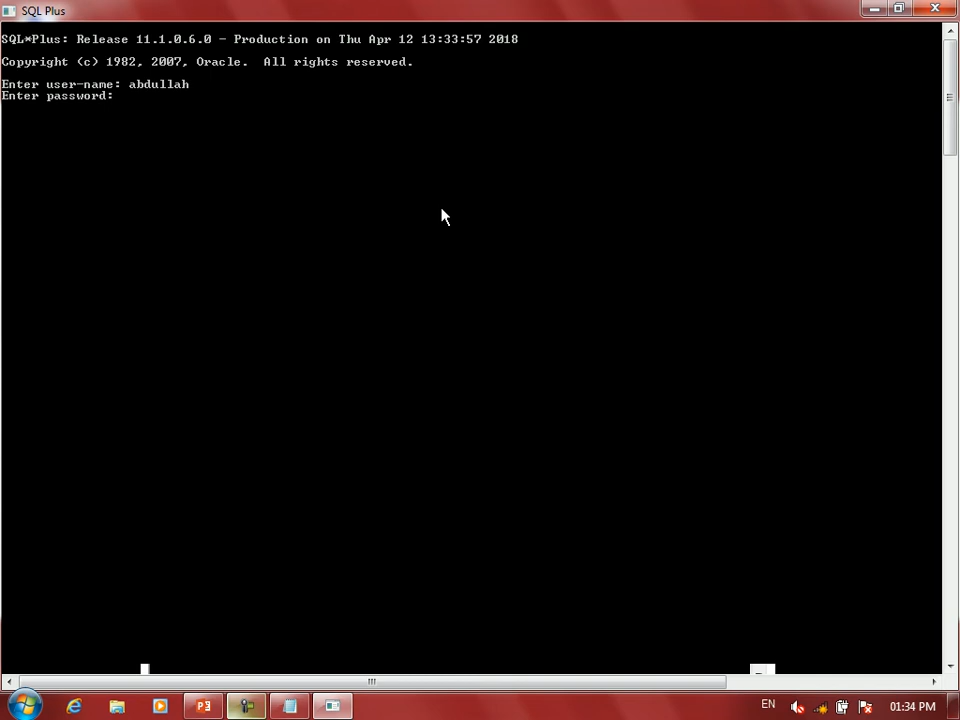 SQL Plus
SQL*Plus: Release 11.1.0.6.0 - Production on Thu Apr 12 13:33:57 2018
Copyright (c) 1982, 2007, Oracle.  All rights reserved.
Enter user-name: abdullah
Enter password:
EN
01:34 PM